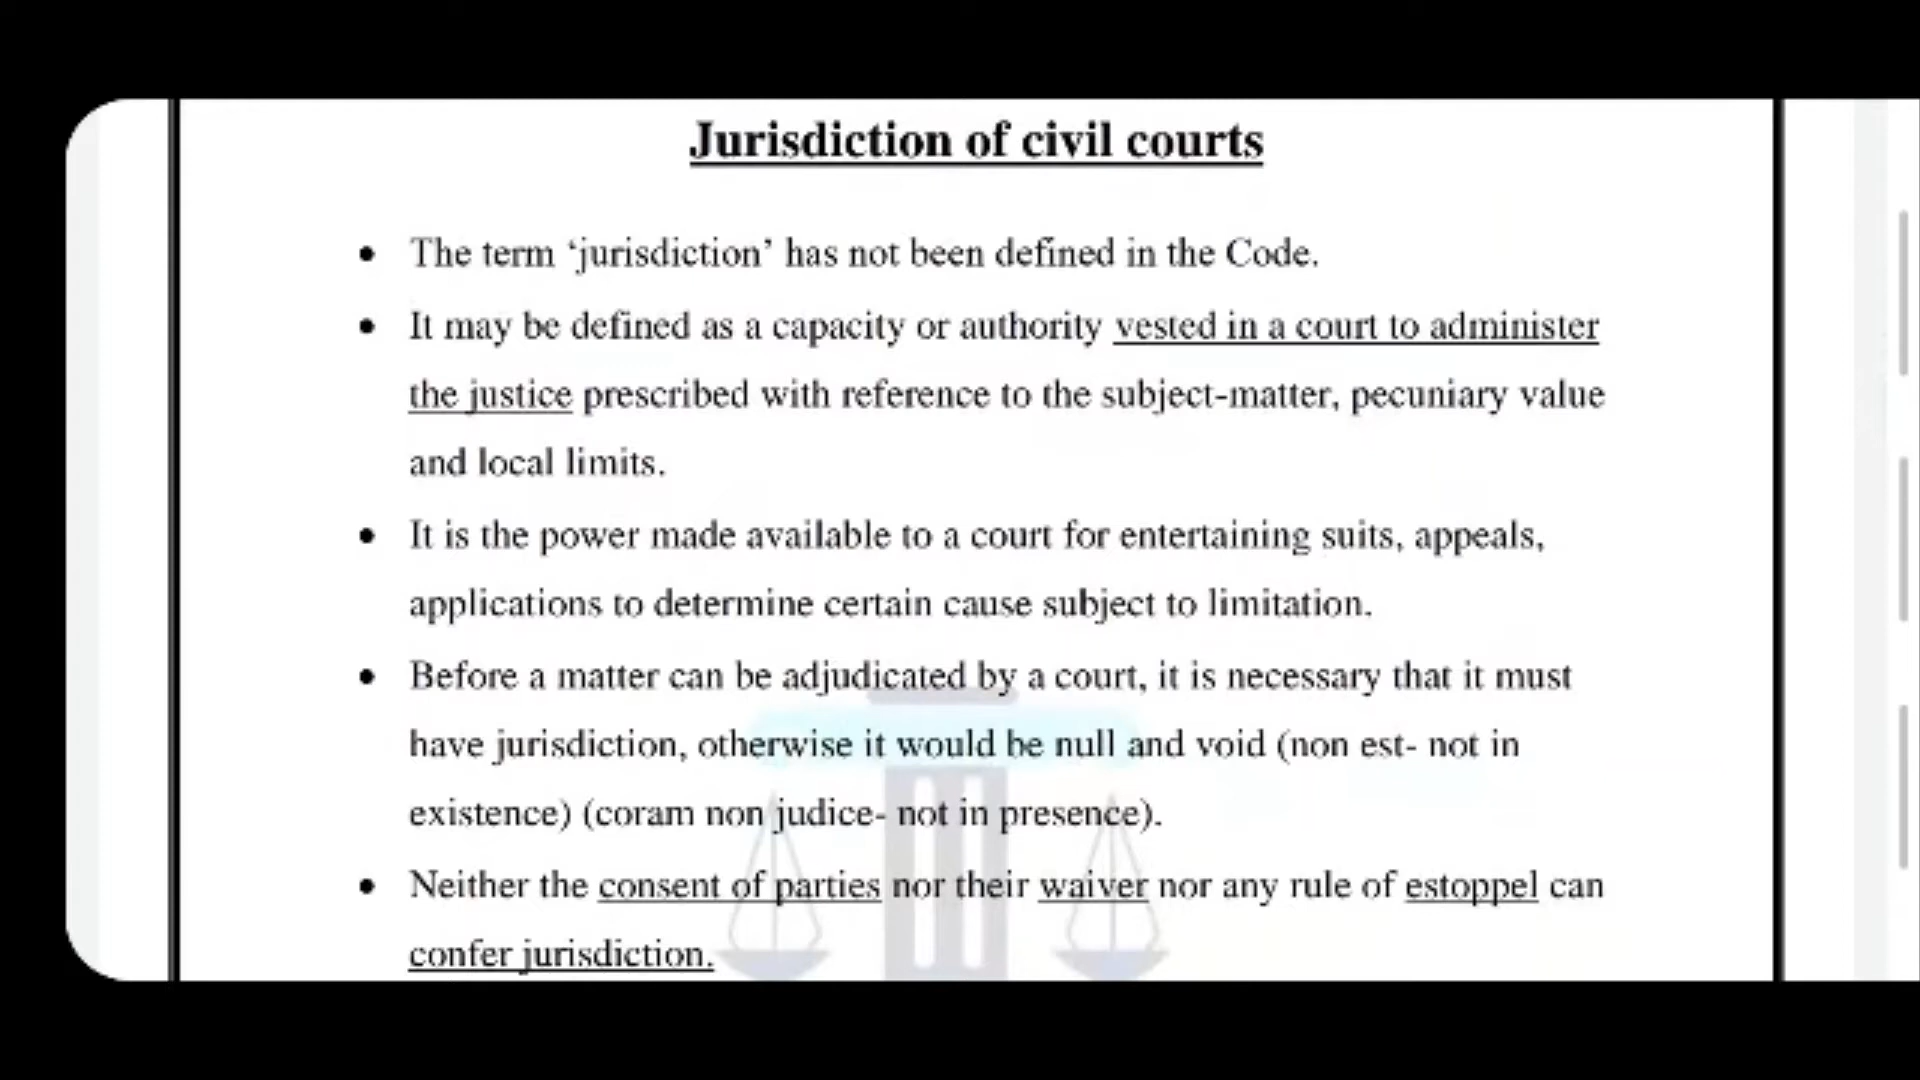 Jurisdiction of civil courts
• The term ‘jurisdiction’ has not been defined in the Code.
• It may be defined as a capacity or authority vested in a court to administer
the justice prescribed with reference to the subject-matter, pecuniary value
and local limits.
• It is the power made available to a court for entertaining suits, appeals,
applications to determine certain cause subject to limitation.
• Before a matter can be adjudicated by a court, it is necessary that it must
have jurisdiction, otherwise it would be null and void (non est- not in
existence) (coram non judice- not in presence).
• Neither the consent of parties nor their waiver nor any rule of estoppel can
confer jurisdiction.